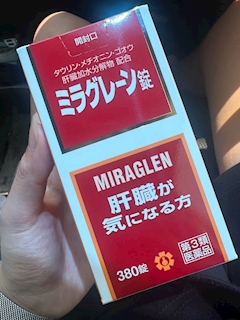 開封口
タウリン・メチオニン・ゴオウ
肝臓加水分解物 配合
ミラグレーン錠
MIRAGLEN
肝臓が
気になる方
380錠
第3類
医薬品